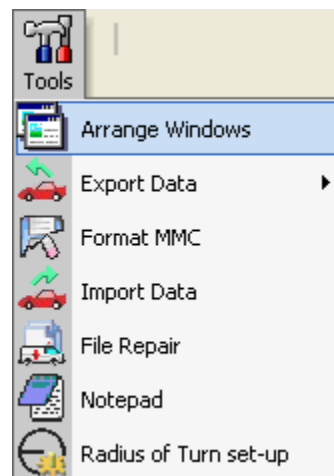 Tools
Arrange Windows
Export Data
Format MMC
Import Data
File Repair
Notepad
Radius of Turn set-up